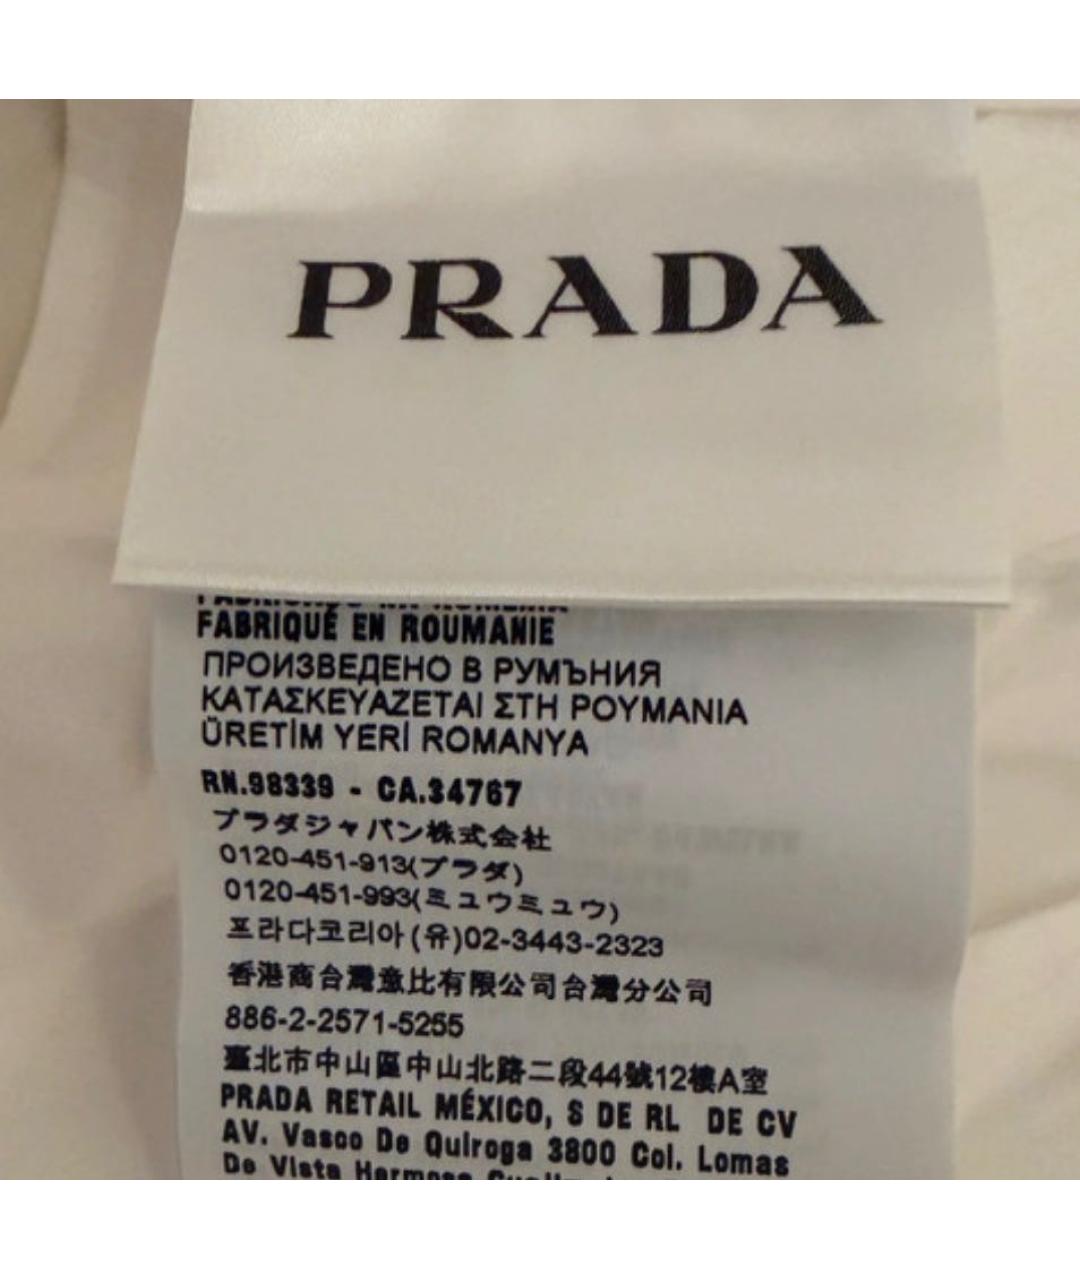 PRADA
FABRIQUÉ EN ROUMANIE
ПРОИЗВЕДЕНО В РУМЪНИЯ
ΚΑΤΑΣΚΕΥΑΖΕΤΑΙ ΣΤΗ ΡΟΥΜΑΝΙΑ
ÜRETİM YERİ ROMANYA
RN.98339 - CA.34767
プラダジャパン株式会社
0120-451-913(プラダ)
0120-451-993(ミュウミュウ)
프라다코리아(유)02-3443-2323
香港商台灣意比有限公司台灣分公司
886-2-2571-5255
臺北市中山區中山北路二段44號12樓A室
PRADA RETAIL MÉXICO, S DE RL DE CV
AV. Vasco De Quiroga 3800 Col. Lomas
De Vista Hermosa